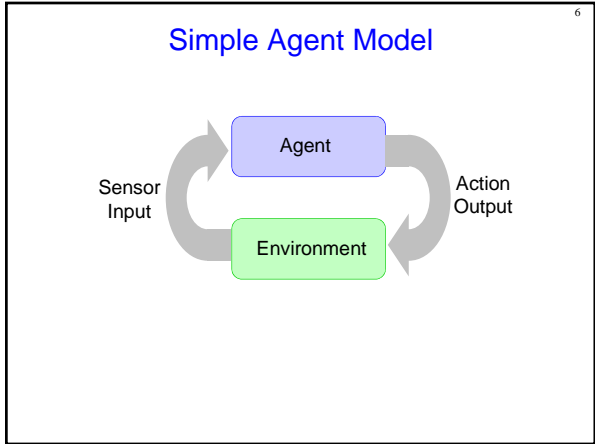 6
Simple Agent Model
Agent
Sensor
Input
Action
Output
Environment